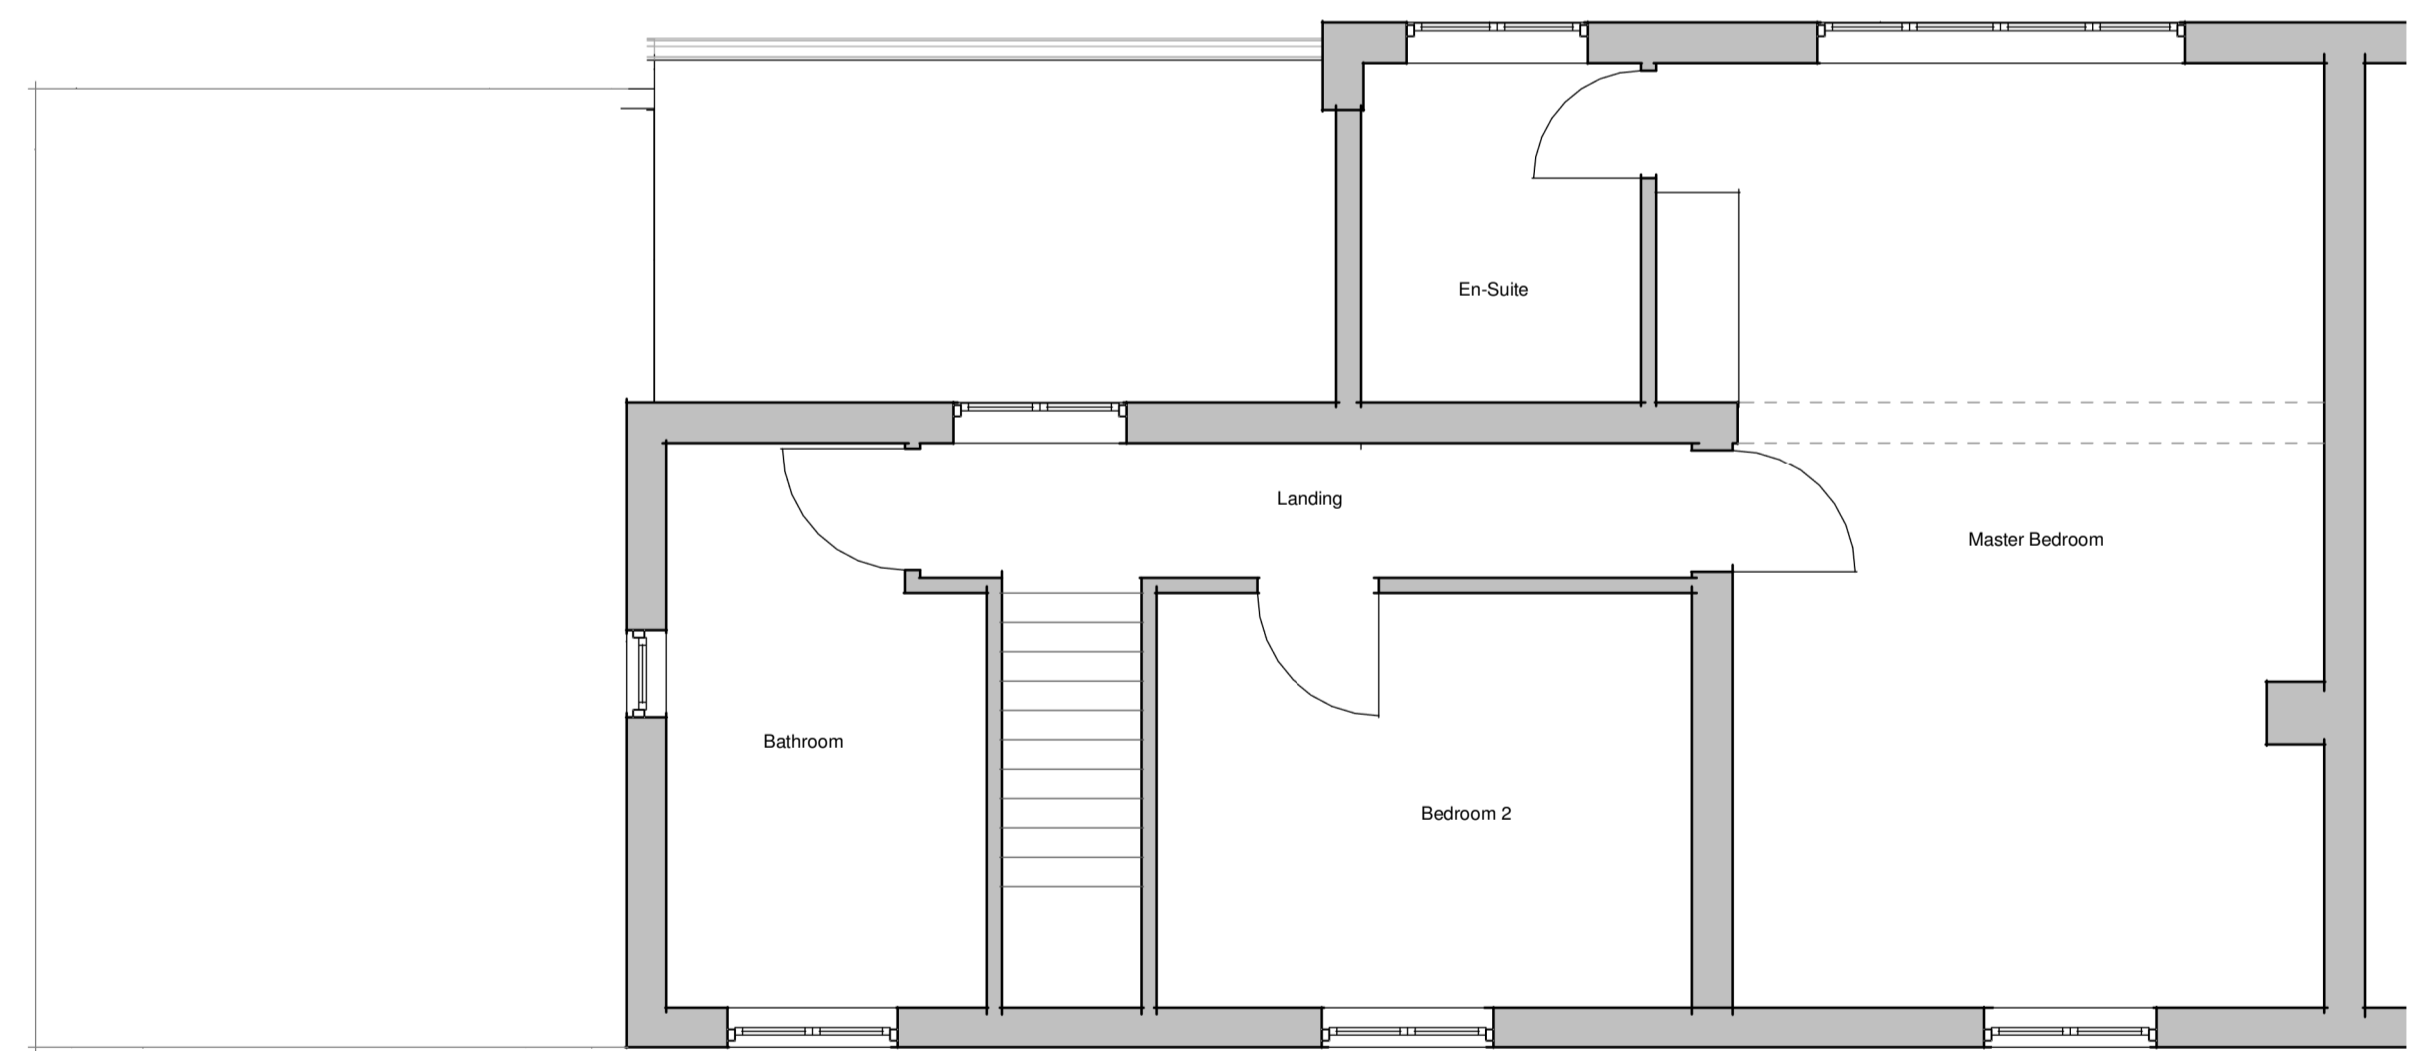 En-Suite
Landing
Master Bedroom
Bathroom
Bedroom 2